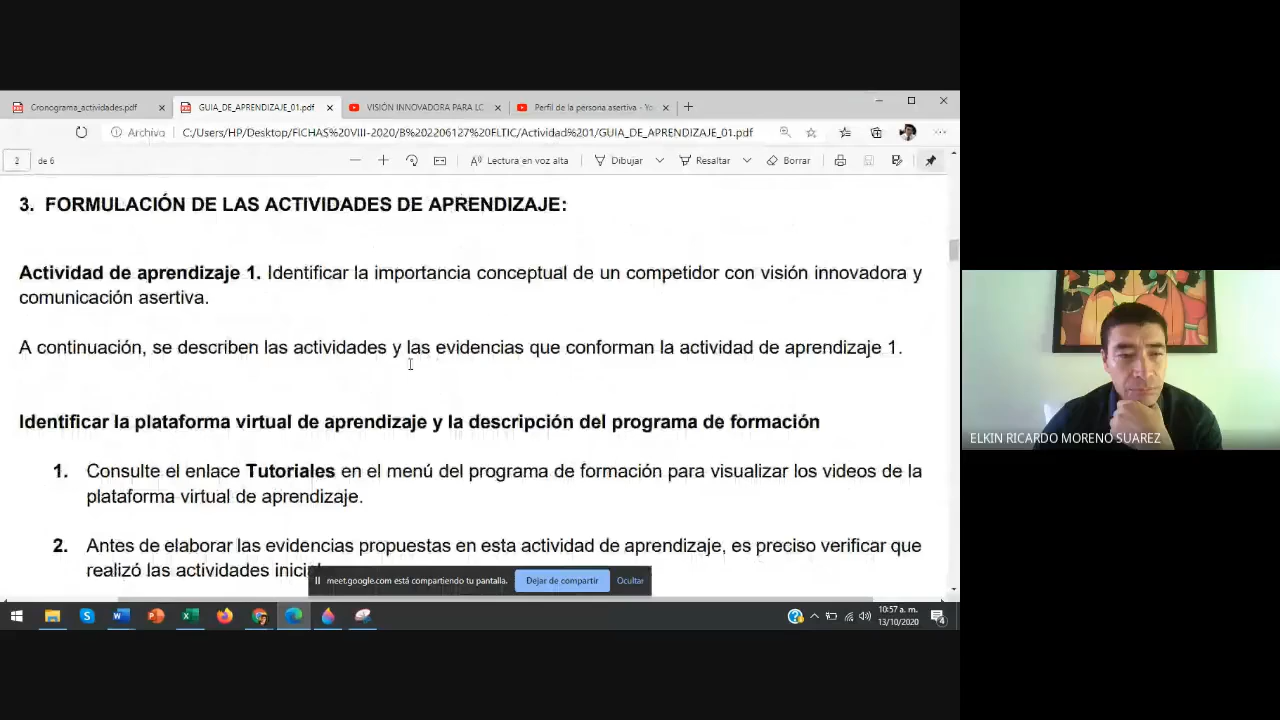 Cronograma_actividades.pdf
GUIA_DE_APRENDIZAJE_01.pdf
VISIÓN INNOVADORA PARA LC
Perfil de la persona asertiva - Yo
Archivo
C:/Users/HP/Desktop/FICHAS%20VIII-2020/B%202206127%20FLTIC/Actividad%201/GUIA_DE_APRENDIZAJE_01.pdf
2 de 6
Lectura en voz alta
Dibujar
Resaltar
Borrar
3. FORMULACIÓN DE LAS ACTIVIDADES DE APRENDIZAJE:
Actividad de aprendizaje 1. Identificar la importancia conceptual de un competidor con visión innovadora y
comunicación asertiva.
A continuación, se describen las actividades y las evidencias que conforman la actividad de aprendizaje 1.
Identificar la plataforma virtual de aprendizaje y la descripción del programa de formación
1. Consulte el enlace Tutoriales en el menú del programa de formación para visualizar los videos de la
plataforma virtual de aprendizaje.
2. Antes de elaborar las evidencias propuestas en esta actividad de aprendizaje, es preciso verificar que
realizó las actividades inicial
meet.google.com está compartiendo tu pantalla.
Dejar de compartir
Ocultar
10:57 a. m.
13/10/2020
4
ELKIN RICARDO MORENO SUAREZ